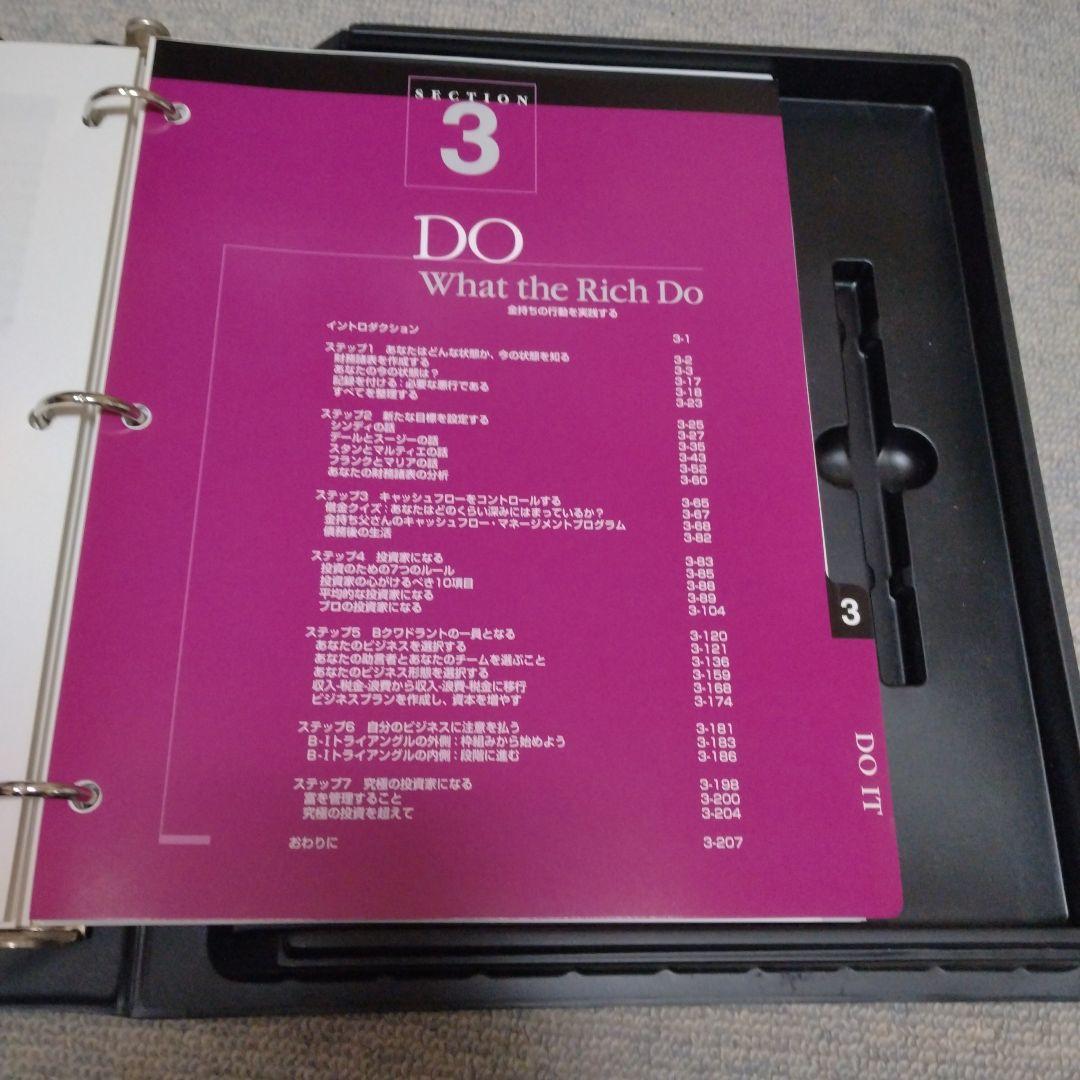 SECTION
3
DO
What the Rich Do
金持ちの行動を実践する
イントロダクション 3-1
ステップ1 あなたはどんな状態か、今の状態を知る 3-2
財務諸表を作成する 3-3
あなたの今の状態は? 3-17
記録を付ける:必要な悪行である 3-18
すべてを整理する 3-23
ステップ2 新たな目標を設定する 3-25
シンディの話 3-27
デールとスージーの話 3-35
スタンとマルティエの話 3-43
フランクとマリアの話 3-52
あなたの財務諸表の分析 3-60
ステップ3 キャッシュフローをコントロールする 3-65
借金クイズ:あなたはどのくらい深みにはまっているか? 3-67
金持ち父さんのキャッシュフロー・マネージメントプログラム 3-68
債務後の生活 3-82
ステップ4 投資家になる 3-83
投資のための7つのルール 3-85
投資家の心がけるべき10項目 3-88
平均的な投資家になる 3-89
プロの投資家になる 3-104
ステップ5 Bクワドラントの一員となる 3-120
あなたのビジネスを選択する 3-121
あなたの助言者とあなたのチームを選ぶこと 3-136
あなたのビジネス形態を選択する 3-159
収入-税金-浪費から収入-浪費-税金に移行 3-168
ビジネスプランを作成し、資本を増やす 3-174
ステップ6 自分のビジネスに注意を払う 3-181
B-Iトライアングルの外側:枠組みから始めよう 3-183
B-Iトライアングルの内側:段階に進む 3-186
ステップ7 究極の投資家になる 3-198
富を管理すること 3-200
究極の投資を超えて 3-204
おわりに 3-207
3
DO IT